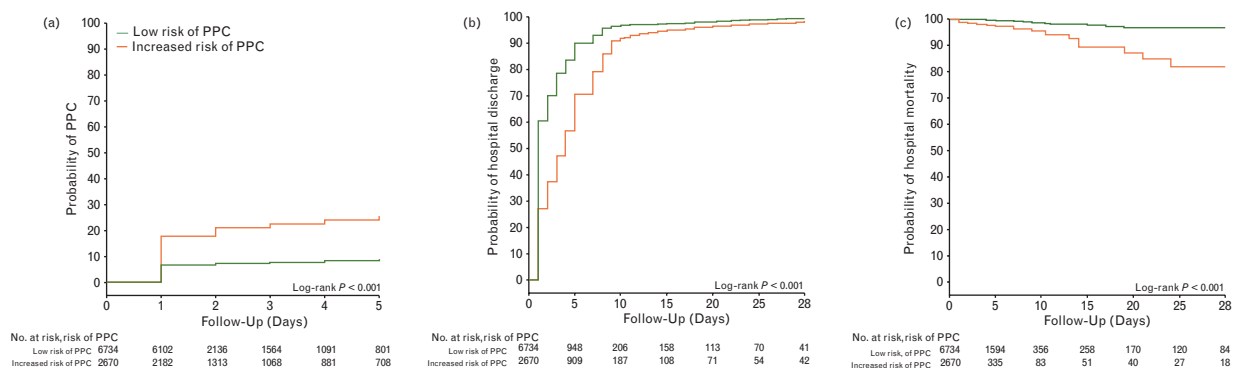 (a)
Low risk of PPC
Increased risk of PPC
Probability of PPC
100
90
80
70
60
50
40
30
20
10
0
Log-rank P < 0.001
0 1 2 3 4 5
Follow-Up (Days)
No. at risk,risk of PPC
Low risk of PPC 6734 6102 2136 1564 1091 801
Increased risk of PPC 2670 2182 1313 1068 881 708
(b)
Probability of hospital discharge
100
90
80
70
60
50
40
30
20
10
0
Log-rank P < 0.001
0 5 10 15 20 25 28
Follow-Up (Days)
No. at risk,risk of PPC
Low risk of PPC 6734 948 206 158 113 70 41
Increased risk of PPC 2670 909 187 108 71 54 42
(c)
Probability of hospital mortality
100
90
80
70
60
50
40
30
20
10
0
Log-rank P < 0.001
0 5 10 15 20 25 28
Follow-Up (Days)
No. at risk,risk of PPC
Low risk, of PPC 6734 1594 356 258 170 120 84
Increased risk of PPC 2670 335 83 51 40 27 18